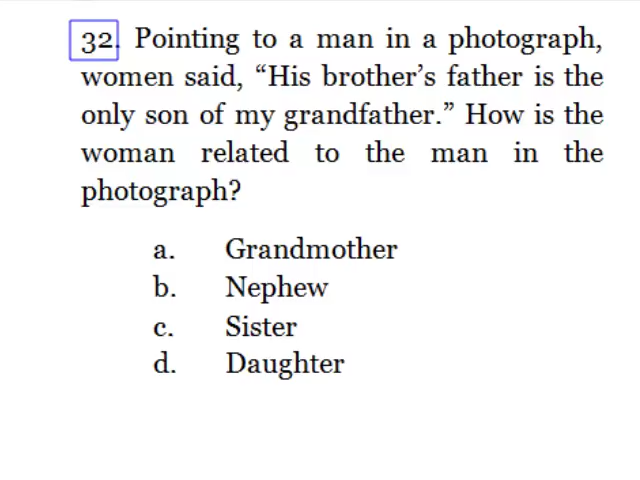 32. Pointing to a man in a photograph,
women said, “His brother’s father is the
only son of my grandfather.” How is the
woman related to the man in the
photograph?
a. Grandmother
b. Nephew
c. Sister
d. Daughter